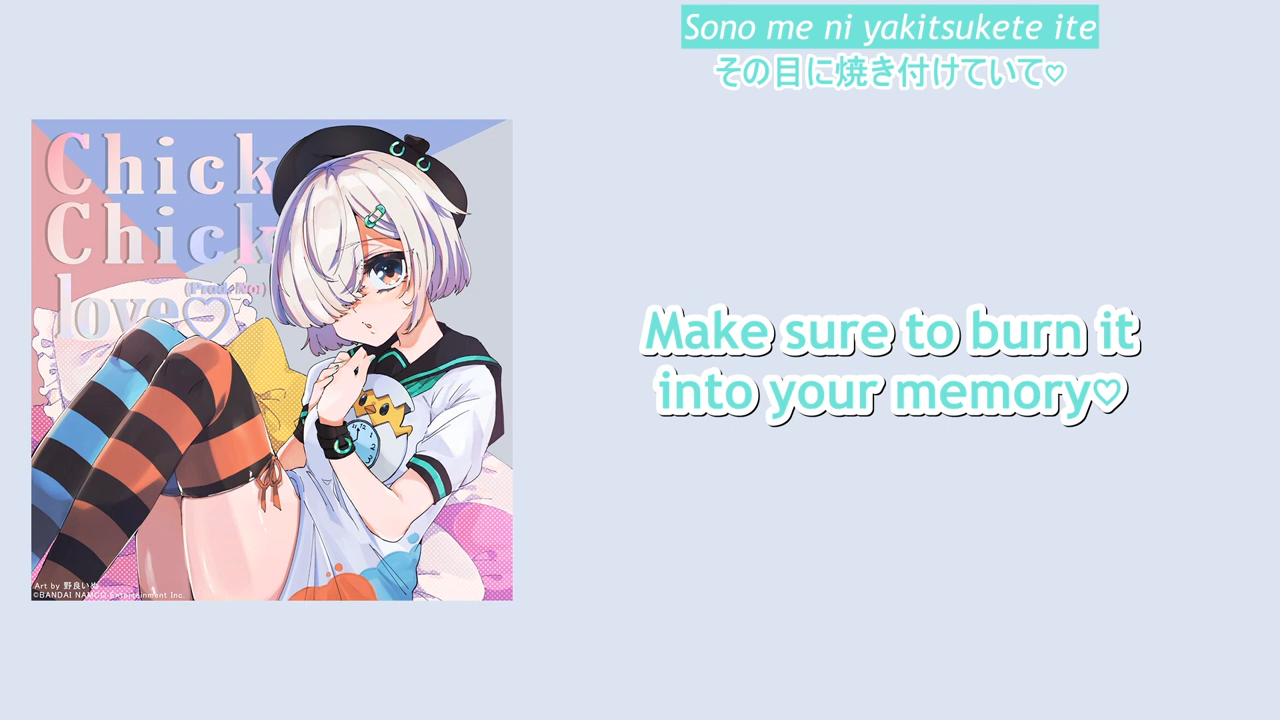 Sono me ni yakitsukete ite
その目に焼き付けていて♡
Chick
Chick
love♡
Make sure to burn it
into your memory♡
Art by 野良いぬ
©BANDAI NAMCO Entertainment Inc.